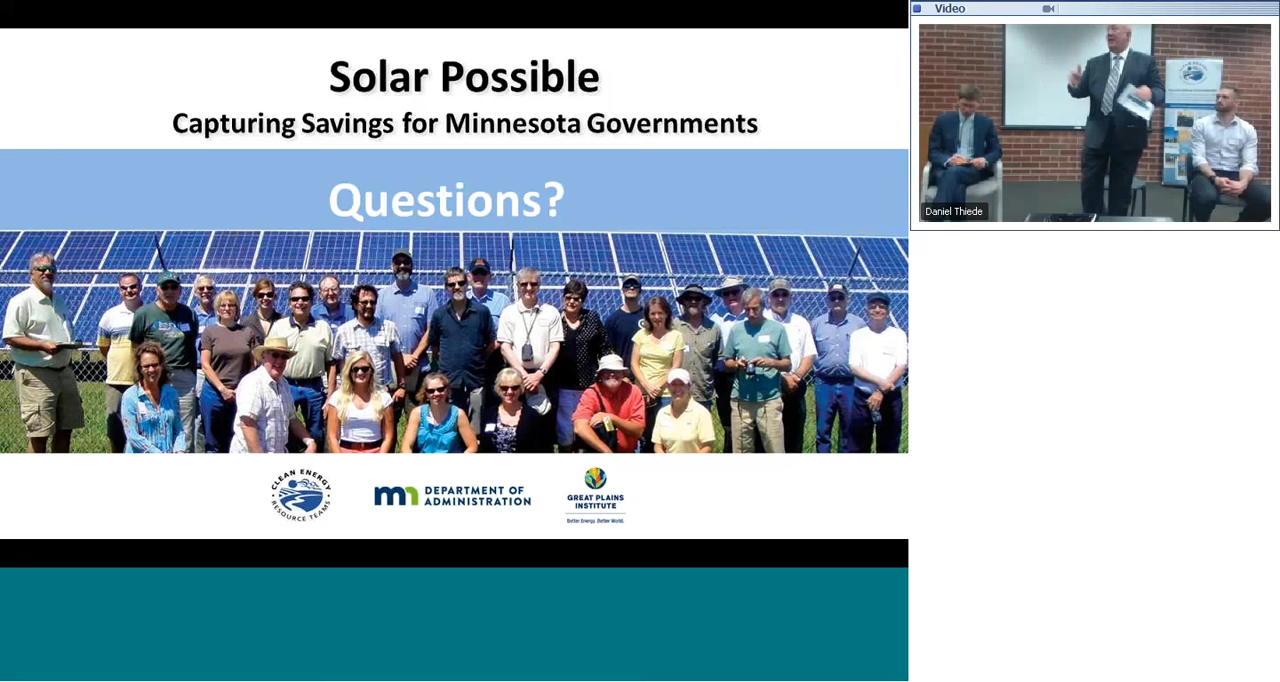 Solar Possible
Capturing Savings for Minnesota Governments
Questions?
CLEAN ENERGY
RESOURCE TEAMS
mn DEPARTMENT OF
ADMINISTRATION
GREAT PLAINS
INSTITUTE
Better Energy. Better World.
Video
Daniel Thiede